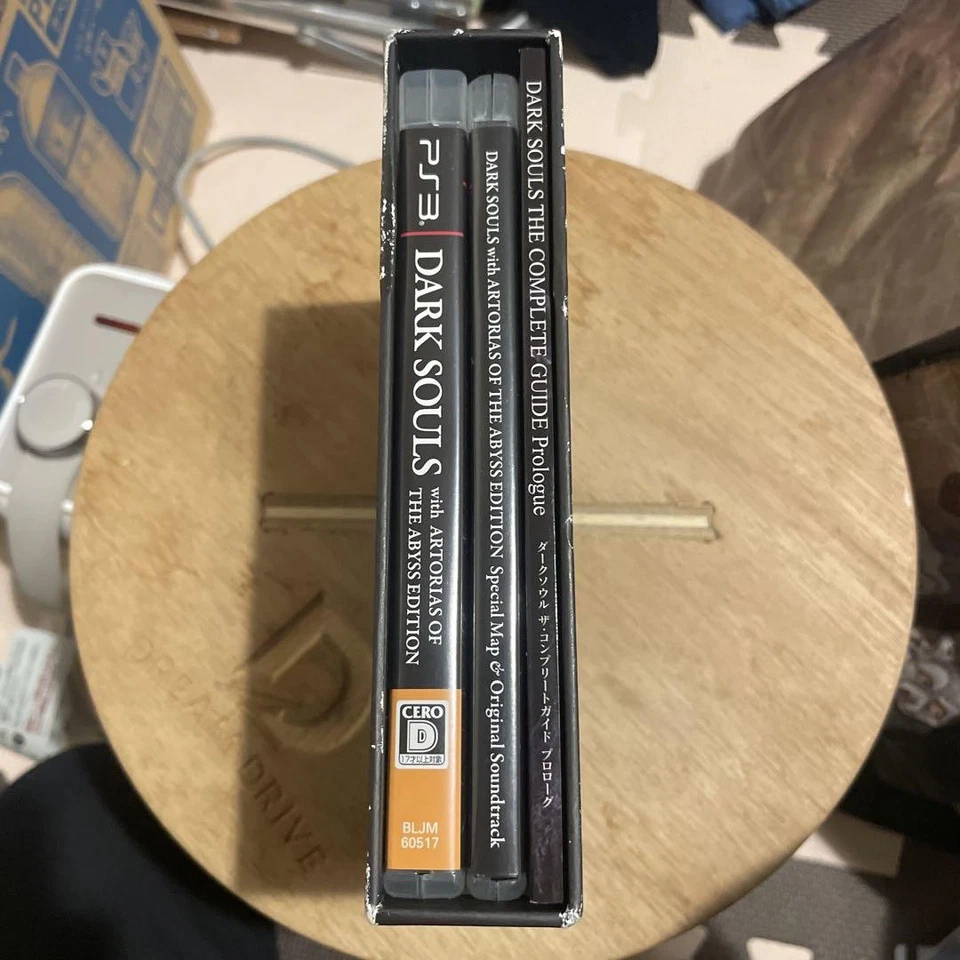 PS3
DARK SOULS
with ARTORIAS OF
THE ABYSS EDITION
CERO
D
17才以上対象
BLJM
60517
DARK SOULS with ARTORIAS OF THE ABYSS EDITION Special Map & Original Soundtrack
DARK SOULS THE COMPLETE GUIDE Prologue
ダークソウル ザ・コンプリートガイド プロローグ
D
DRIVE